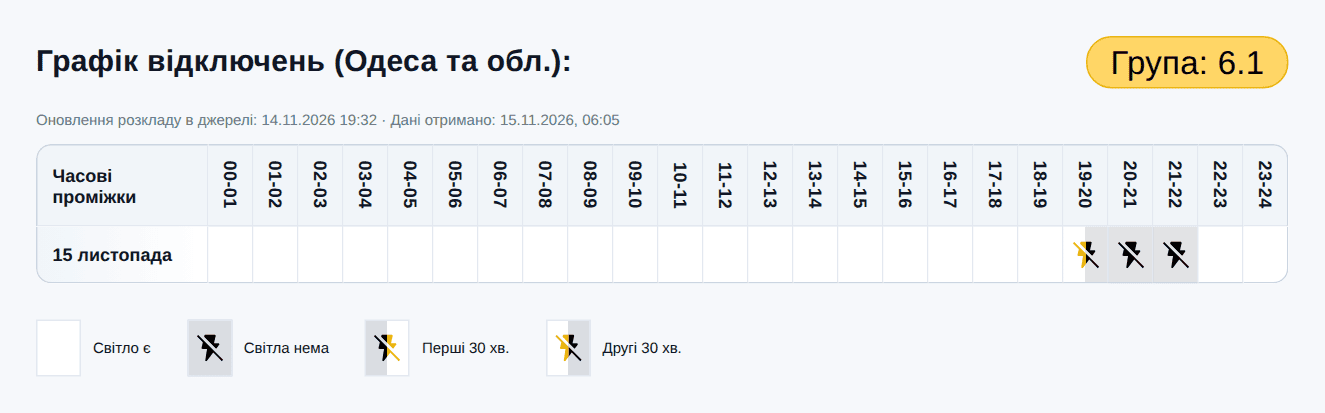 Графік відключень (Одеса та обл.):
Група: 6.1
Оновлення розкладу в джерелі: 14.11.2026 19:32 · Дані отримано: 15.11.2026, 06:05
Часові
проміжки
00-01
01-02
02-03
03-04
04-05
05-06
06-07
07-08
08-09
09-10
10-11
11-12
12-13
13-14
14-15
15-16
16-17
17-18
18-19
19-20
20-21
21-22
22-23
23-24
15 листопада
Світло є
Світла нема
Перші 30 хв.
Другі 30 хв.